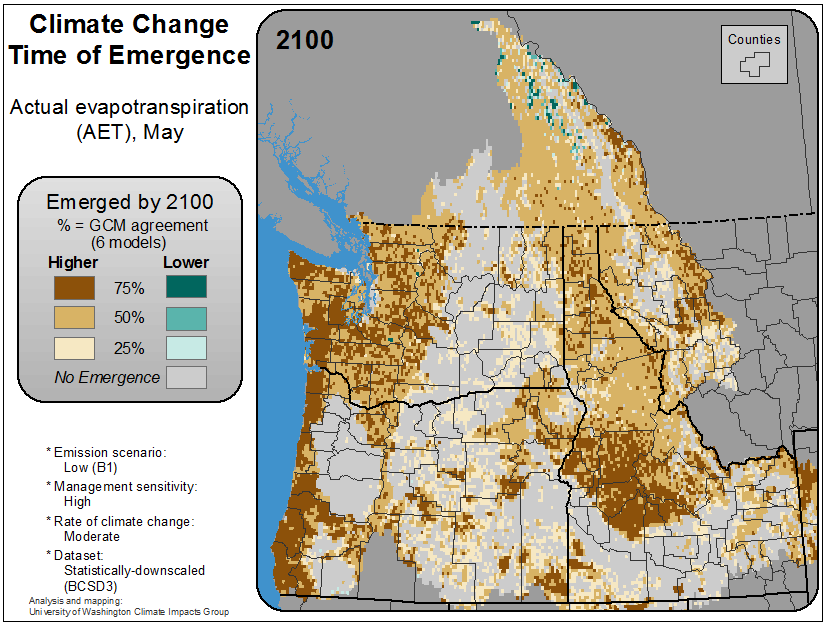 Climate Change
Time of Emergence
Actual evapotranspiration
(AET), May
Emerged by 2100
% = GCM agreement
(6 models)
Higher Lower
75%
50%
25%
No Emergence
* Emission scenario:
Low (B1)
* Management sensitivity:
High
* Rate of climate change:
Moderate
* Dataset:
Statistically-downscaled
(BCSD3)
Analysis and mapping:
University of Washington Climate Impacts Group
2100
Counties